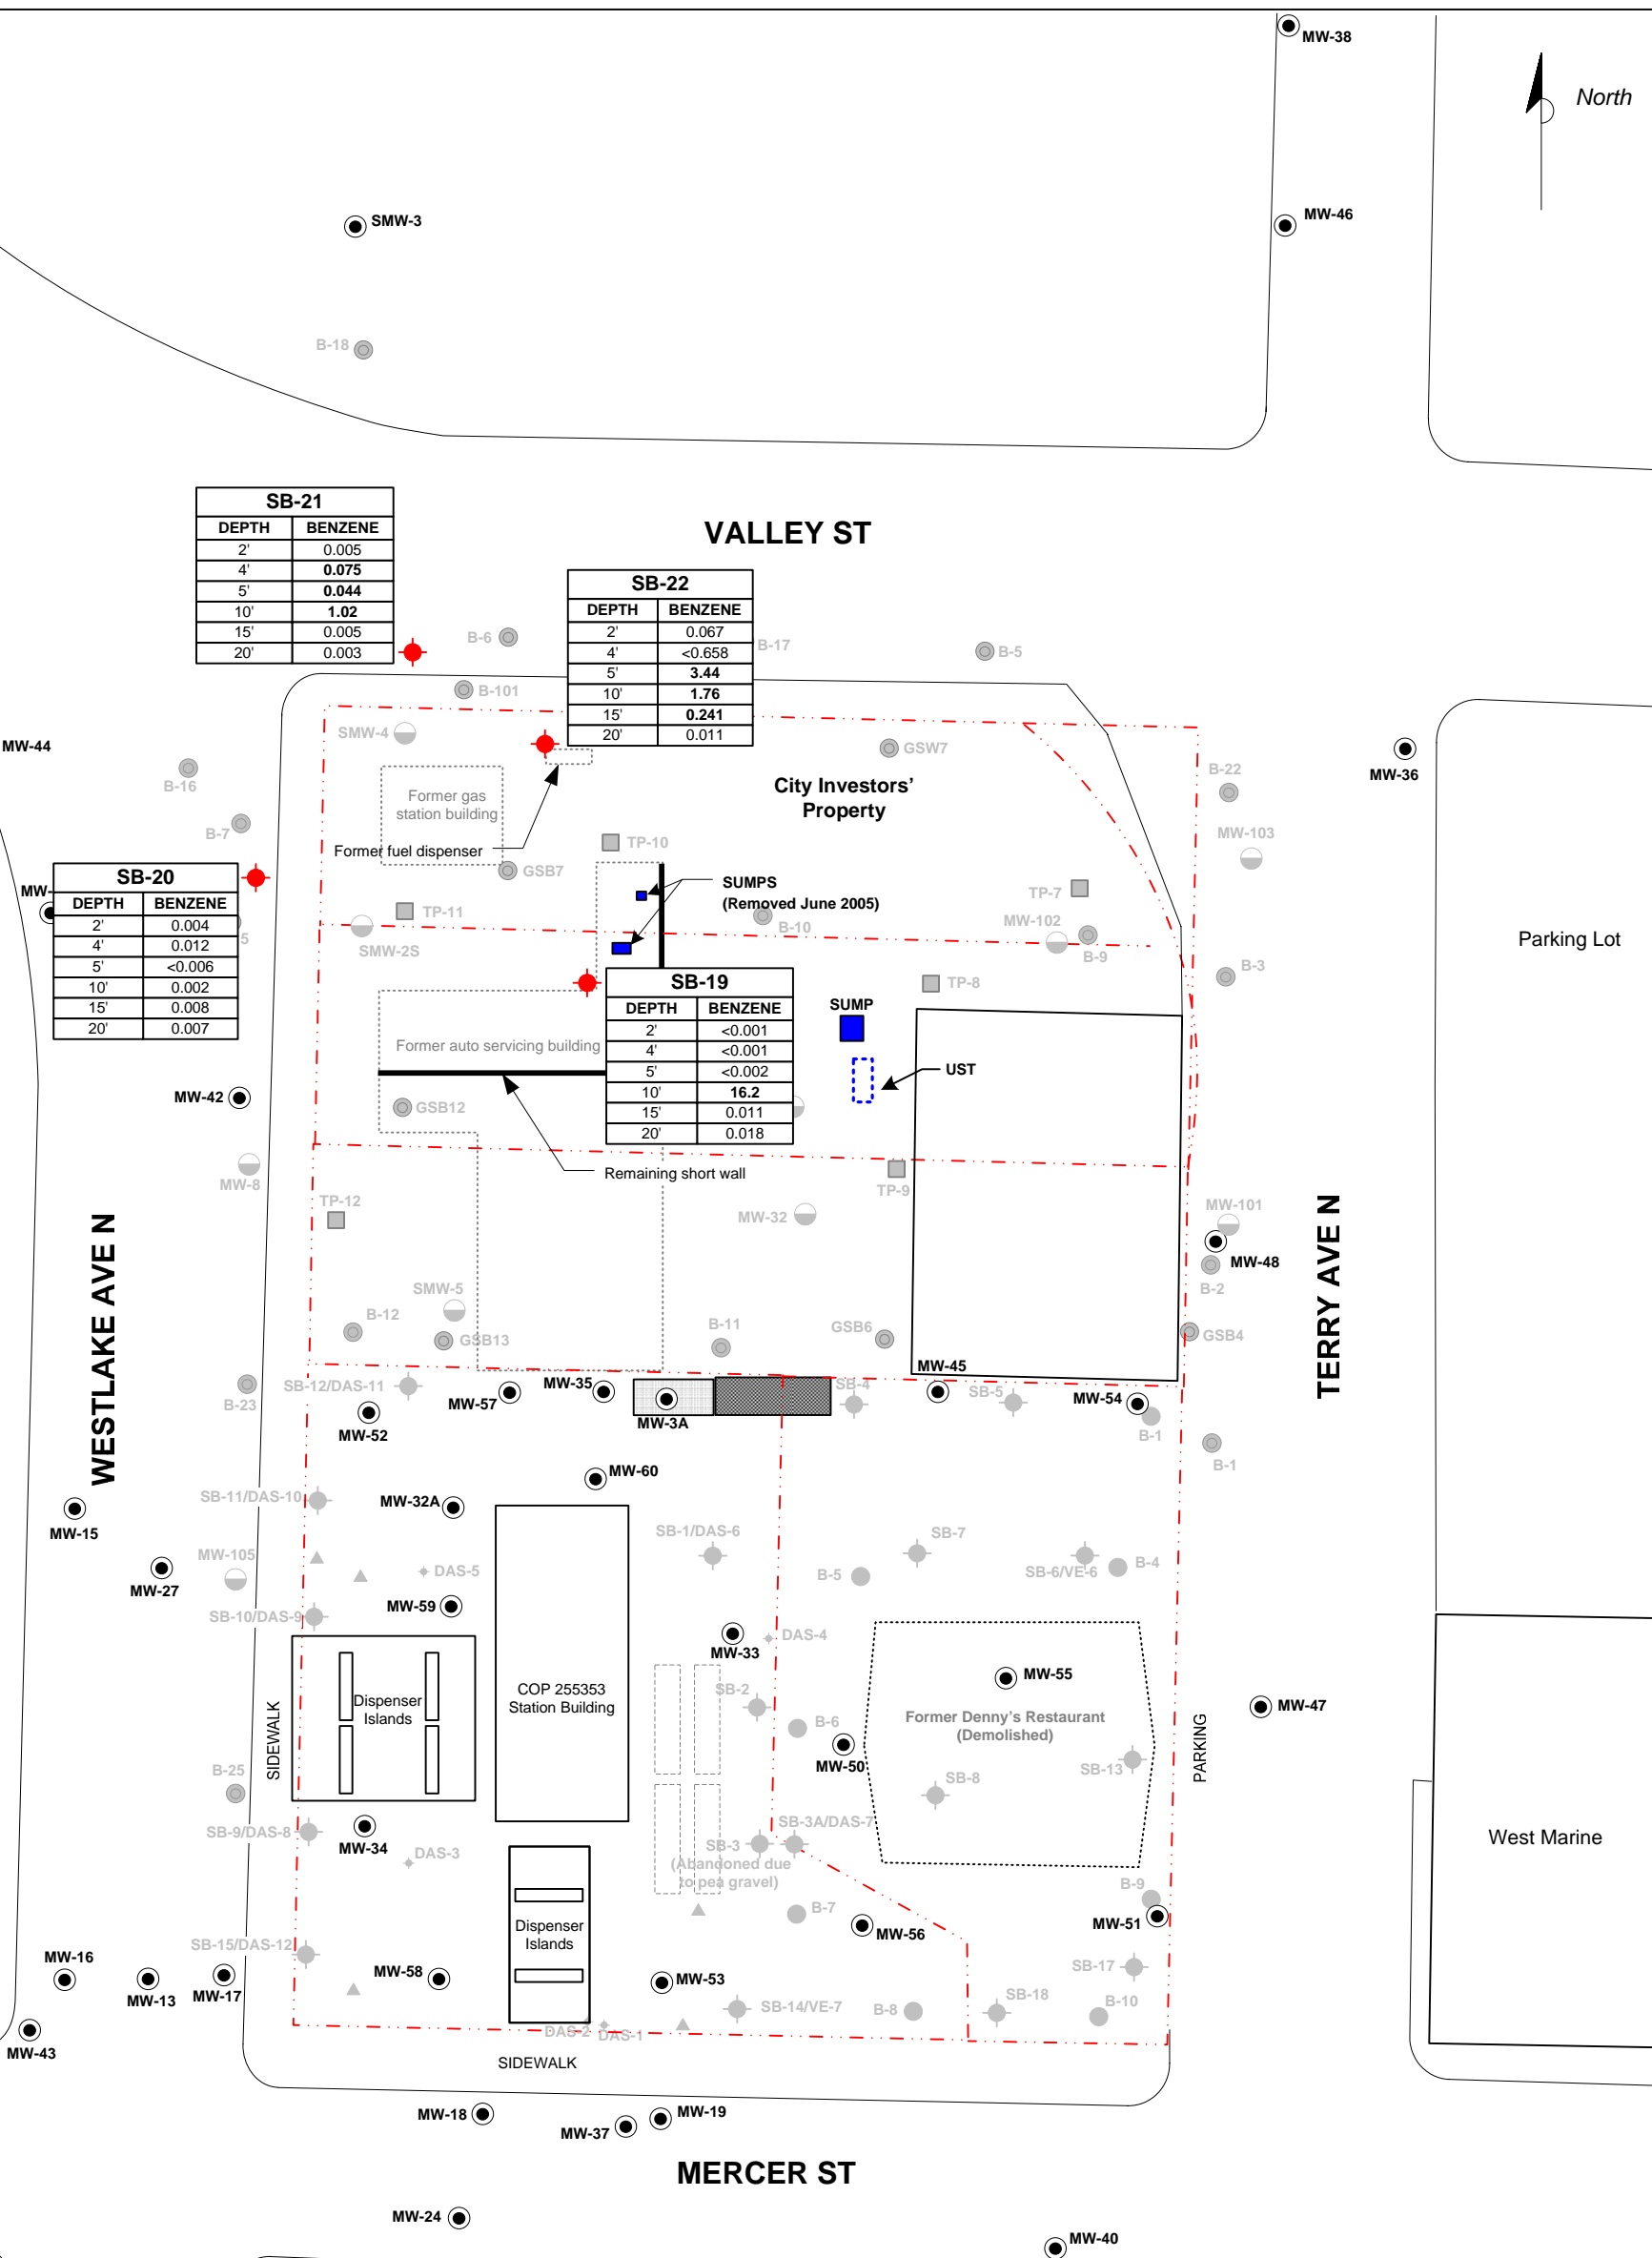 MW-38
North
SMW-3
MW-46
B-18
VALLEY ST
SB-21
DEPTH BENZENE
2' 0.005
4' 0.075
5' 0.044
10' 1.02
15' 0.005
20' 0.003
SB-22
DEPTH BENZENE
2' 0.067
4' <0.658
5' 3.44
10' 1.76
15' 0.241
20' 0.011
B-6
B-17
B-5
B-101
SMW-4
GSW7
MW-44
MW-36
B-16
B-22
City Investors'
Property
Former gas
station building
B-7
MW-103
Former fuel dispenser
TP-10
GSB7
SB-20
DEPTH BENZENE
2' 0.004
4' 0.012
5' <0.006
10' 0.002
15' 0.008
20' 0.007
MW-
5
SUMPS
(Removed June 2005)
TP-7
TP-11
B-10
MW-102
SMW-2S
B-9
Parking Lot
B-3
TP-8
SB-19
DEPTH BENZENE
2' <0.001
4' <0.001
5' <0.002
10' 16.2
15' 0.011
20' 0.018
SUMP
Former auto servicing building
UST
MW-42
GSB12
Remaining short wall
MW-8
TP-9
TP-12
MW-32
MW-101
MW-48
WESTLAKE AVE N
TERRY AVE N
SMW-5
B-2
B-12
GSB13
B-11
GSB6
GSB4
MW-45
SB-12/DAS-11
MW-57
MW-35
SB-4
SB-5
MW-54
B-23
MW-52
MW-3A
B-1
B-1
MW-60
SB-11/DAS-10
MW-32A
MW-15
SB-1/DAS-6
SB-7
MW-105
DAS-5
B-5
SB-6/VE-6
B-4
MW-27
MW-59
SB-10/DAS-9
DAS-4
MW-33
MW-55
COP 255353
Station Building
SB-2
Dispenser
Islands
MW-47
Former Denny's Restaurant
(Demolished)
B-6
SIDEWALK
PARKING
MW-50
B-25
SB-13
SB-8
SB-9/DAS-8
MW-34
SB-3A/DAS-7
West Marine
SB-3
(Abandoned due
to pea gravel)
DAS-3
B-9
B-7
MW-51
Dispenser
Islands
MW-56
SB-15/DAS-12
MW-16
MW-13
MW-17
MW-58
MW-53
SB-17
SB-14/VE-7
B-8
SB-18
B-10
DAS-2
DAS-1
MW-43
SIDEWALK
MW-18
MW-19
MW-37
MERCER ST
MW-24
MW-40